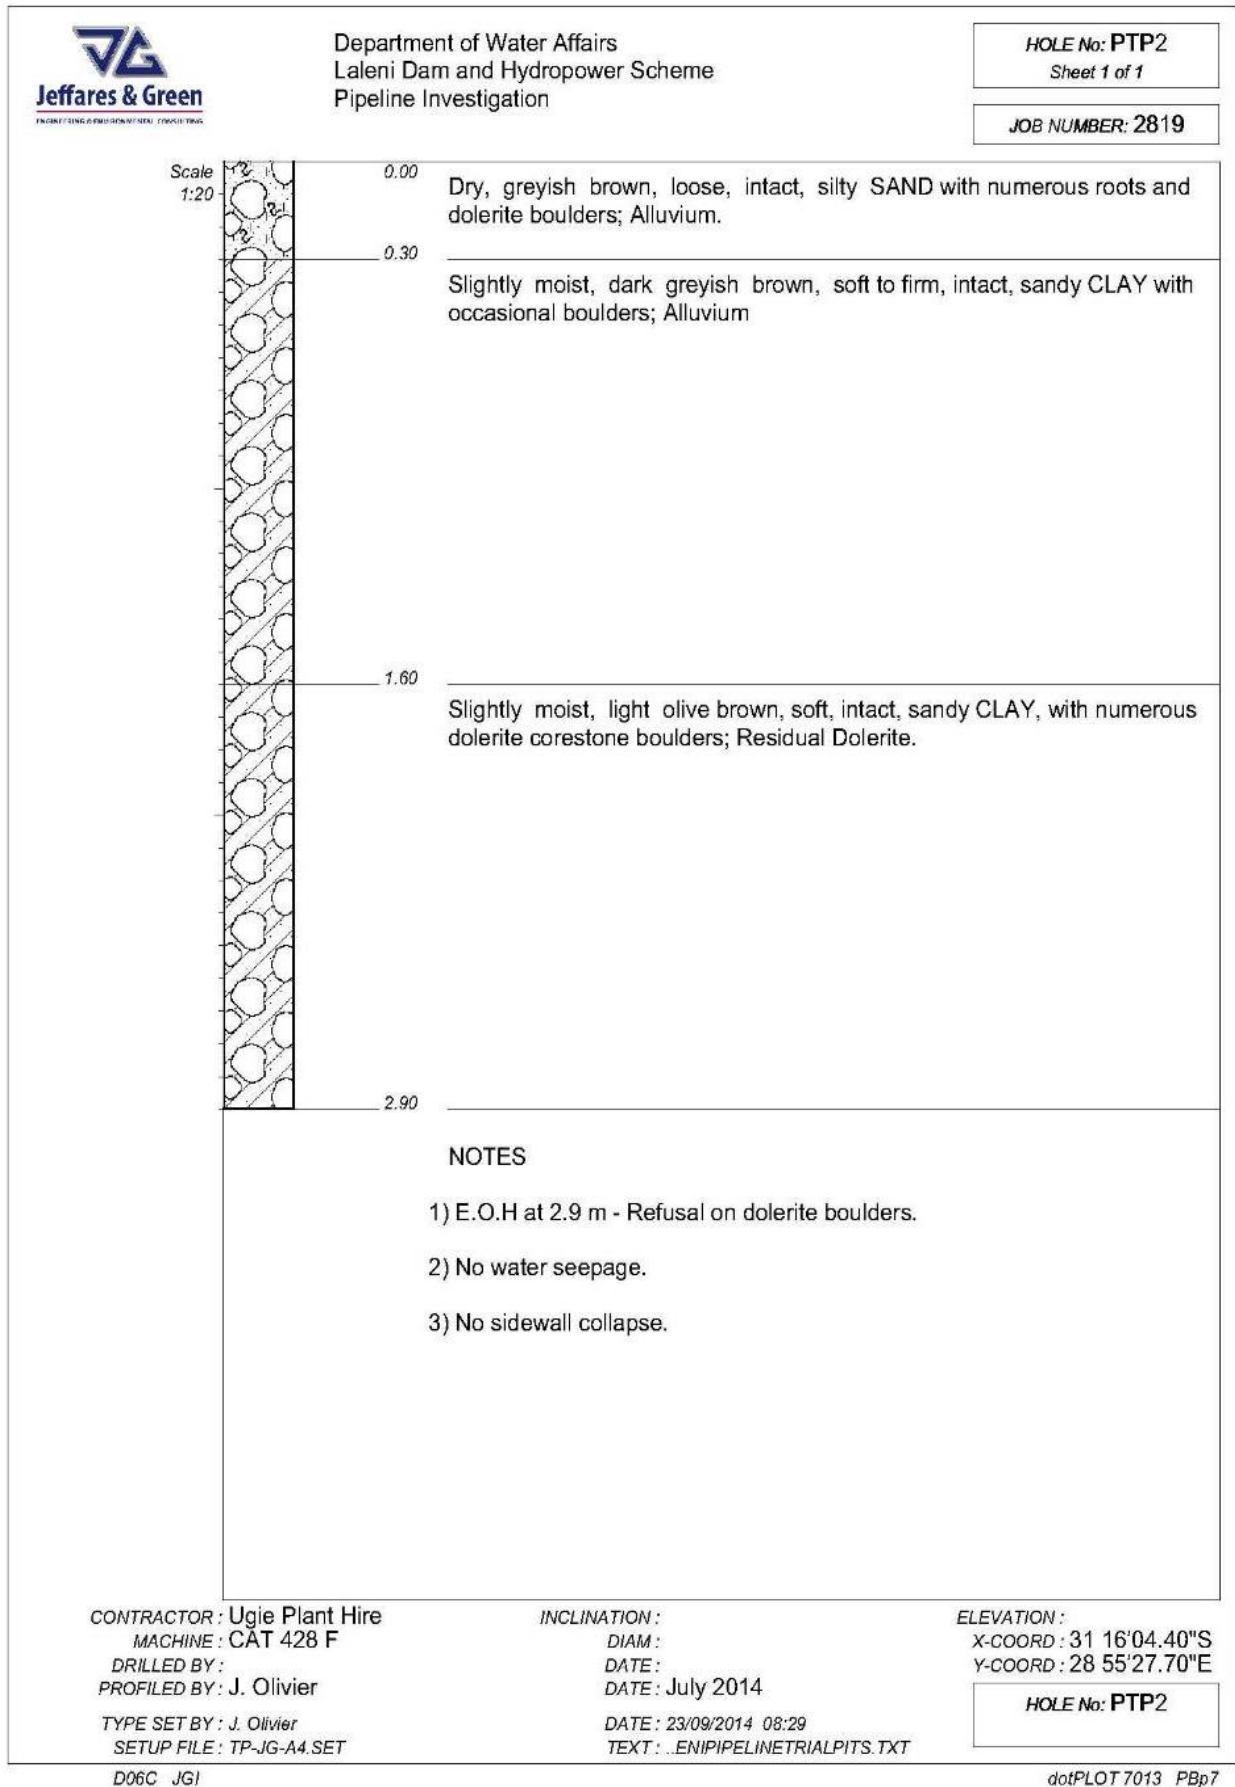 Jeffares & Green
ENGINEERING & ENVIRONMENTAL CONSULTING
Department of Water Affairs
Laleni Dam and Hydropower Scheme
Pipeline Investigation
HOLE No: PTP2
Sheet 1 of 1
JOB NUMBER: 2819
Scale
1:20
0.00
Dry, greyish brown, loose, intact, silty SAND with numerous roots and
dolerite boulders; Alluvium.
0.30
Slightly moist, dark greyish brown, soft to firm, intact, sandy CLAY with
occasional boulders; Alluvium
1.60
Slightly moist, light olive brown, soft, intact, sandy CLAY, with numerous
dolerite corestone boulders; Residual Dolerite.
2.90
NOTES
1) E.O.H at 2.9 m - Refusal on dolerite boulders.
2) No water seepage.
3) No sidewall collapse.
CONTRACTOR : Ugie Plant Hire
MACHINE : CAT 428 F
DRILLED BY :
PROFILED BY : J. Olivier
TYPE SET BY : J. Olivier
SETUP FILE : TP-JG-A4.SET
INCLINATION :
DIAM :
DATE :
DATE : July 2014
DATE : 23/09/2014 08:29
TEXT : ..ENIPIPELINETRIALPITS.TXT
ELEVATION :
X-COORD : 31 16'04.40"S
Y-COORD : 28 55'27.70"E
HOLE No: PTP2
D06C JGI
dotPLOT 7013 PBp7